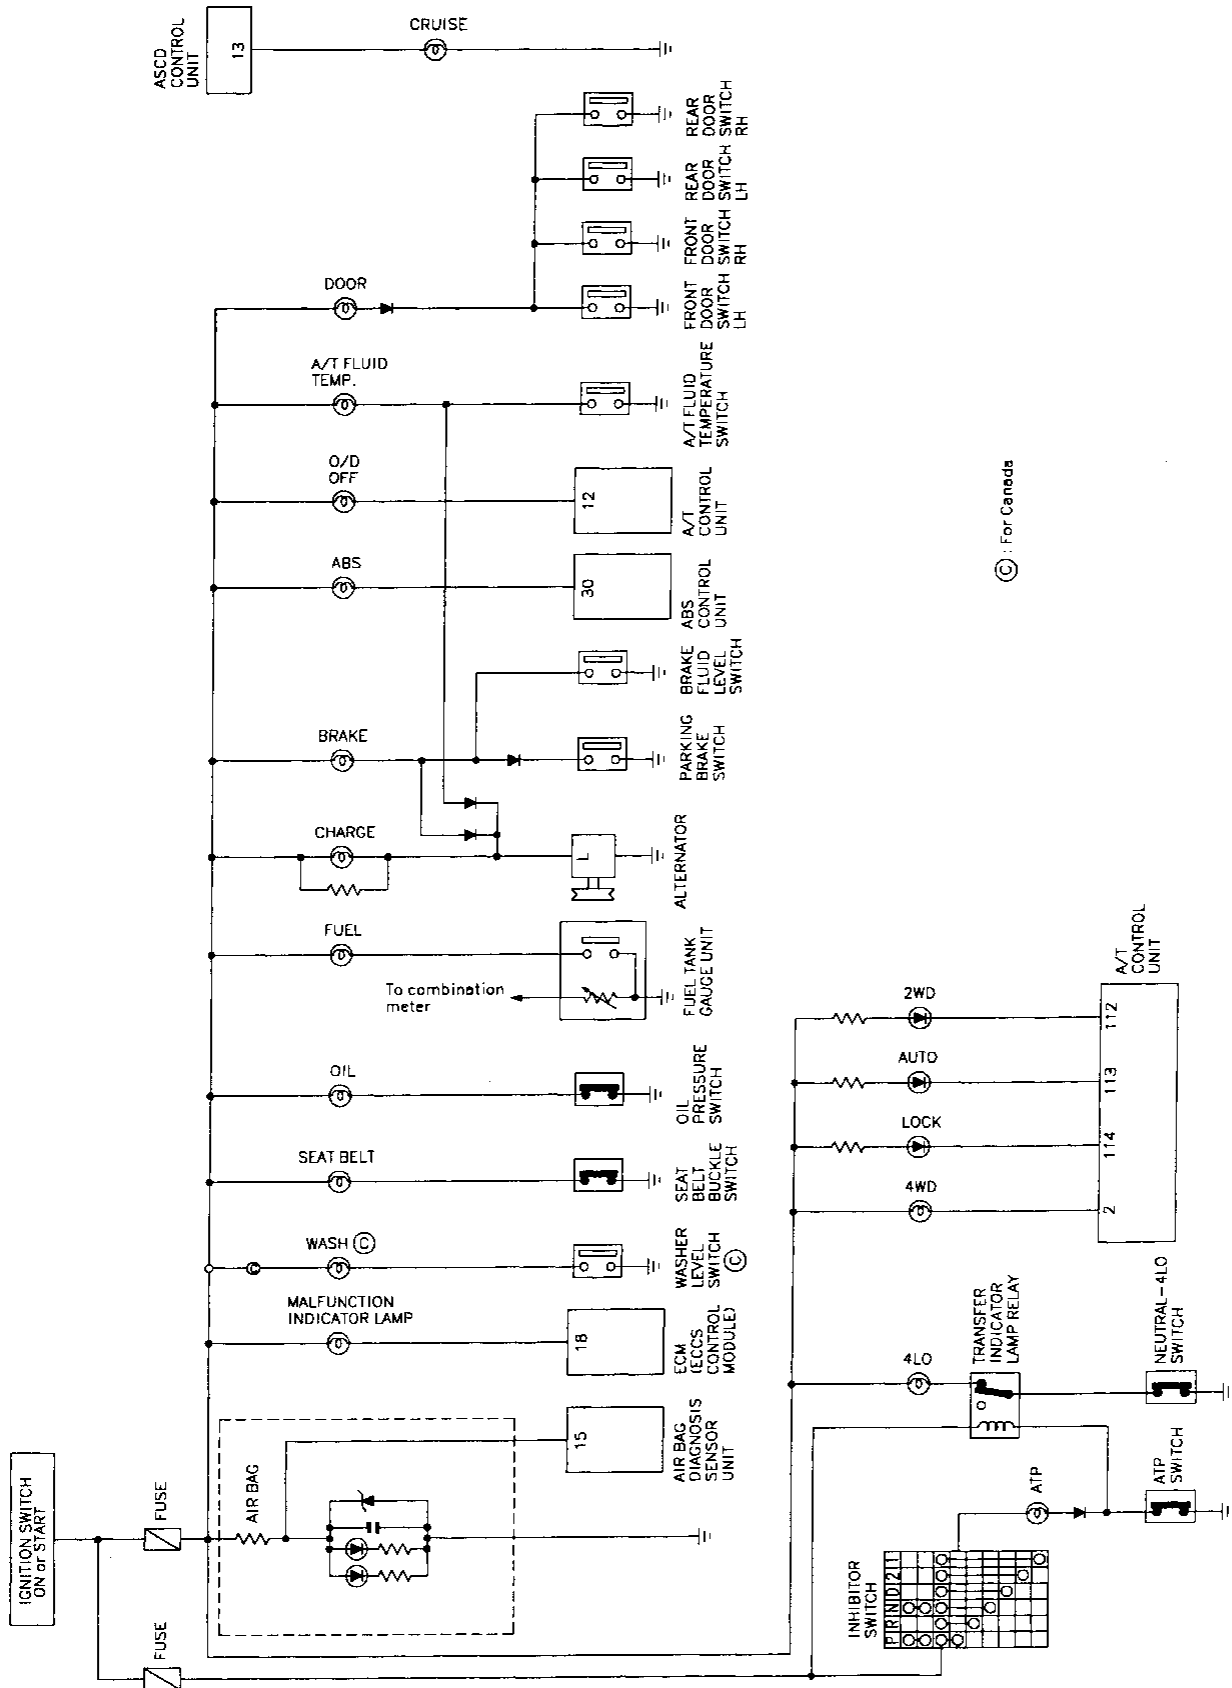 ASCD
CONTROL
UNIT
13
CRUISE
REAR
DOOR
SWITCH
RH
REAR
DOOR
SWITCH
LH
FRONT
DOOR
SWITCH
RH
DOOR
FRONT
DOOR
SWITCH
LH
A/T FLUID
TEMP.
A/T FLUID
TEMPERATURE
SWITCH
O/D
OFF
12
A/T
CONTROL
UNIT
ABS
30
ABS
CONTROL
UNIT
BRAKE
FLUID
LEVEL
SWITCH
BRAKE
PARKING
BRAKE
SWITCH
CHARGE
L
ALTERNATOR
FUEL
To combination
meter
FUEL TANK
GAUGE UNIT
OIL
OIL
PRESSURE
SWITCH
SEAT BELT
SEAT
BELT
BUCKLE
SWITCH
WASH Ⓒ
C
WASHER
LEVEL
SWITCH
Ⓒ
MALFUNCTION
INDICATOR LAMP
18
ECM
(ECCS
CONTROL
MODULE)
15
AIR BAG
DIAGNOSIS
SENSOR
UNIT
AIR BAG
IGNITION SWITCH
ON or START
FUSE
FUSE
Ⓒ : For Canada
2WD
112
A/T
CONTROL
UNIT
AUTO
113
LOCK
114
4WD
2
4LO
TRANSFER
INDICATOR
LAMP RELAY
NEUTRAL-4LO
SWITCH
ATP
ATP
SWITCH
INHIBITOR
SWITCH
P R N D 2 1